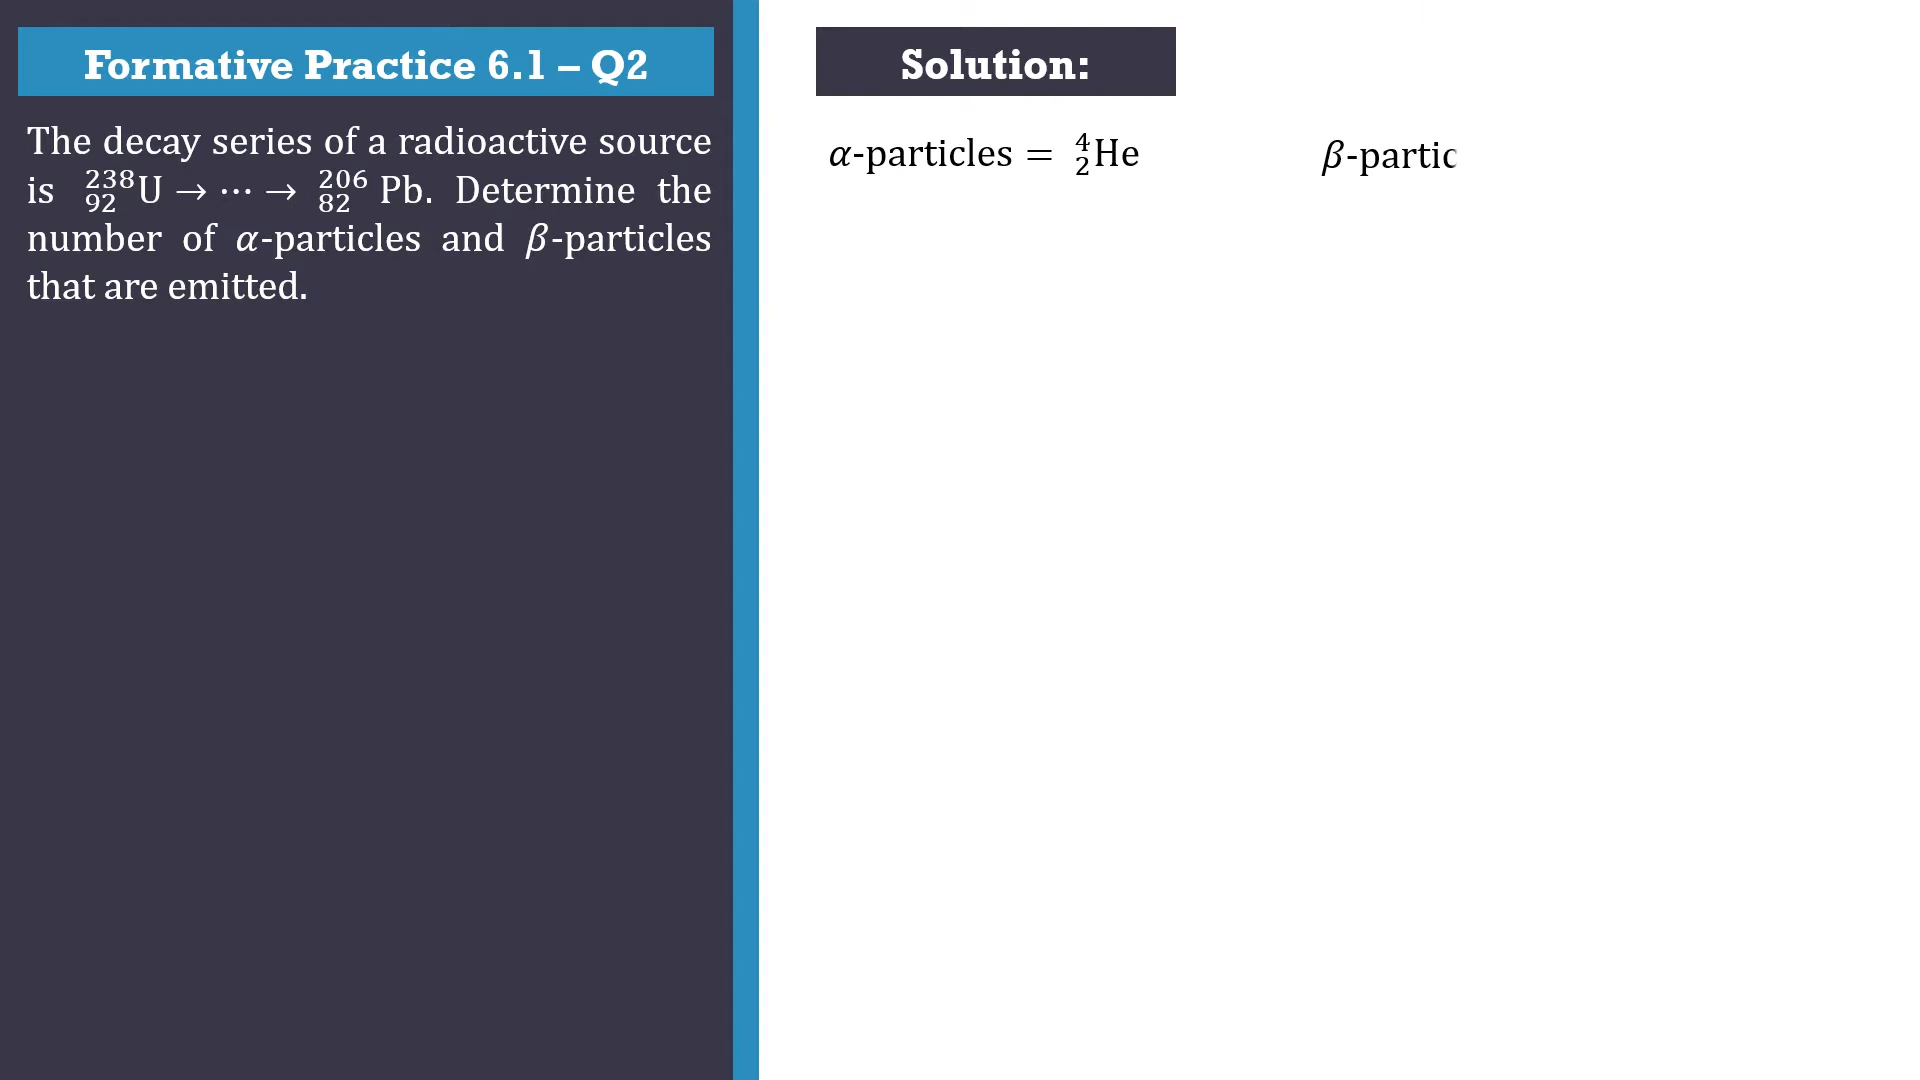 Formative Practice 6.1 – Q2
The decay series of a radioactive source
is ²³⁸₉₂U → ⋯ → ²⁰⁶₈₂Pb. Determine the
number of α-particles and β-particles
that are emitted.
Solution:
α-particles = ⁴₂He
β-partic